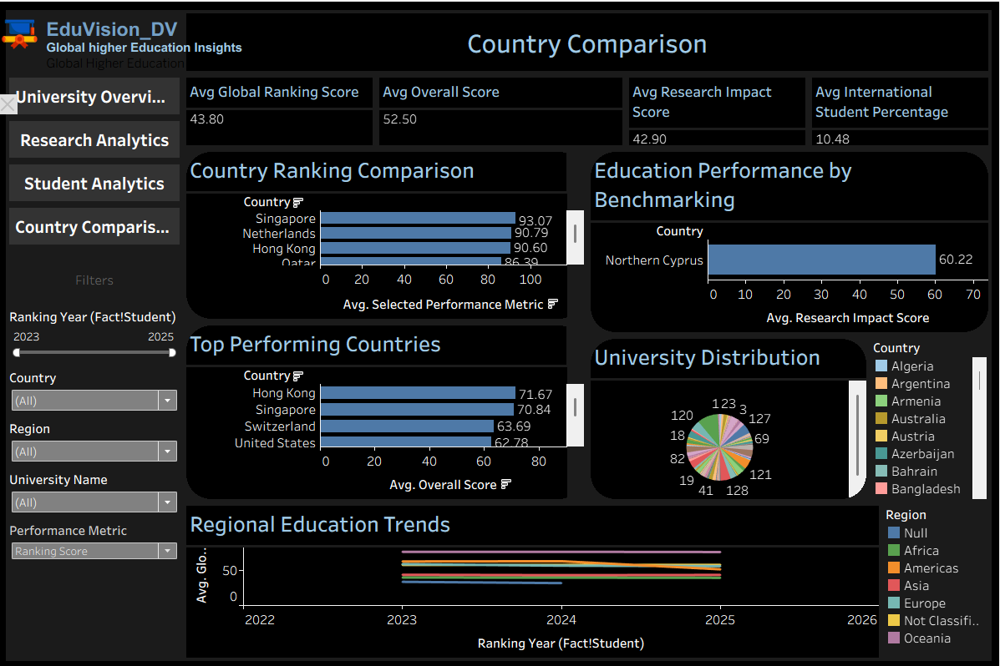 EduVision_DV
Global higher Education Insights
Global Higher Education
Country Comparison
University Overvi...
Research Analytics
Student Analytics
Country Comparis...
Filters
Ranking Year (Fact!Student)
2023 2025
Country
(All)
Region
(All)
University Name
(All)
Performance Metric
Ranking Score
Avg Global Ranking Score
43.80
Avg Overall Score
52.50
Avg Research Impact
Score
42.90
Avg International
Student Percentage
10.48
Country Ranking Comparison
Country
Singapore 93.07
Netherlands 90.79
Hong Kong 90.60
Qatar 86.39
0 20 40 60 80 100
Avg. Selected Performance Metric
Education Performance by
Benchmarking
Country
Northern Cyprus 60.22
0 10 20 30 40 50 60 70
Avg. Research Impact Score
Top Performing Countries
Country
Hong Kong 71.67
Singapore 70.84
Switzerland 63.69
United States 62.78
0 20 40 60 80
Avg. Overall Score
University Distribution
123 3
120 127
18 69
82 121
19 41 128
Country
Algeria
Argentina
Armenia
Australia
Austria
Azerbaijan
Bahrain
Bangladesh
Regional Education Trends
Avg. Glo..
50
0
2022 2023 2024 2025 2026
Ranking Year (Fact!Student)
Region
Null
Africa
Americas
Asia
Europe
Not Classifi..
Oceania